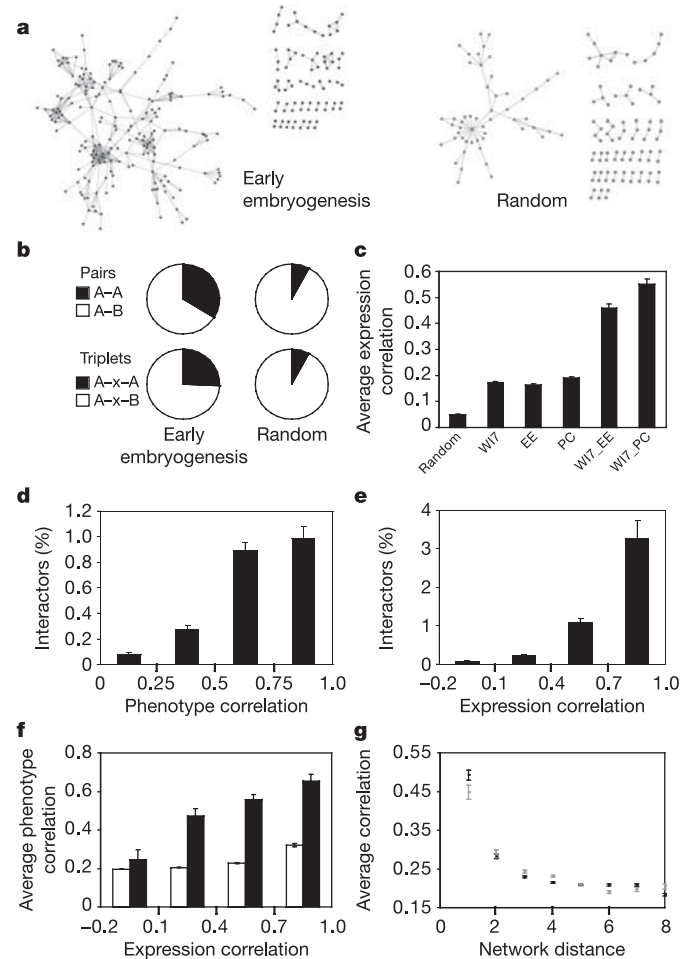 a
Early
embryogenesis
Random
b
Pairs
A–A
A–B
Triplets
A–x–A
A–x–B
Early
embryogenesis
Random
c
Average expression
correlation
0.6
0.5
0.4
0.3
0.2
0.1
0
Random
WI7
EE
PC
WI7_EE
WI7_PC
d
Interactors (%)
1.2
1.0
0.8
0.6
0.4
0.2
0
0 0.25 0.75 0.75 1.0
Phenotype correlation
e
Interactors (%)
4
3
2
1
0
–0.2 0.1 0.4 0.7 1.0
Expression correlation
f
Average phenotype
correlation
0.8
0.6
0.4
0.2
0
–0.2 0.1 0.4 0.7 1.0
Expression correlation
g
Average correlation
0.55
0.45
0.35
0.25
0.15
0 2 4 6 8
Network distance